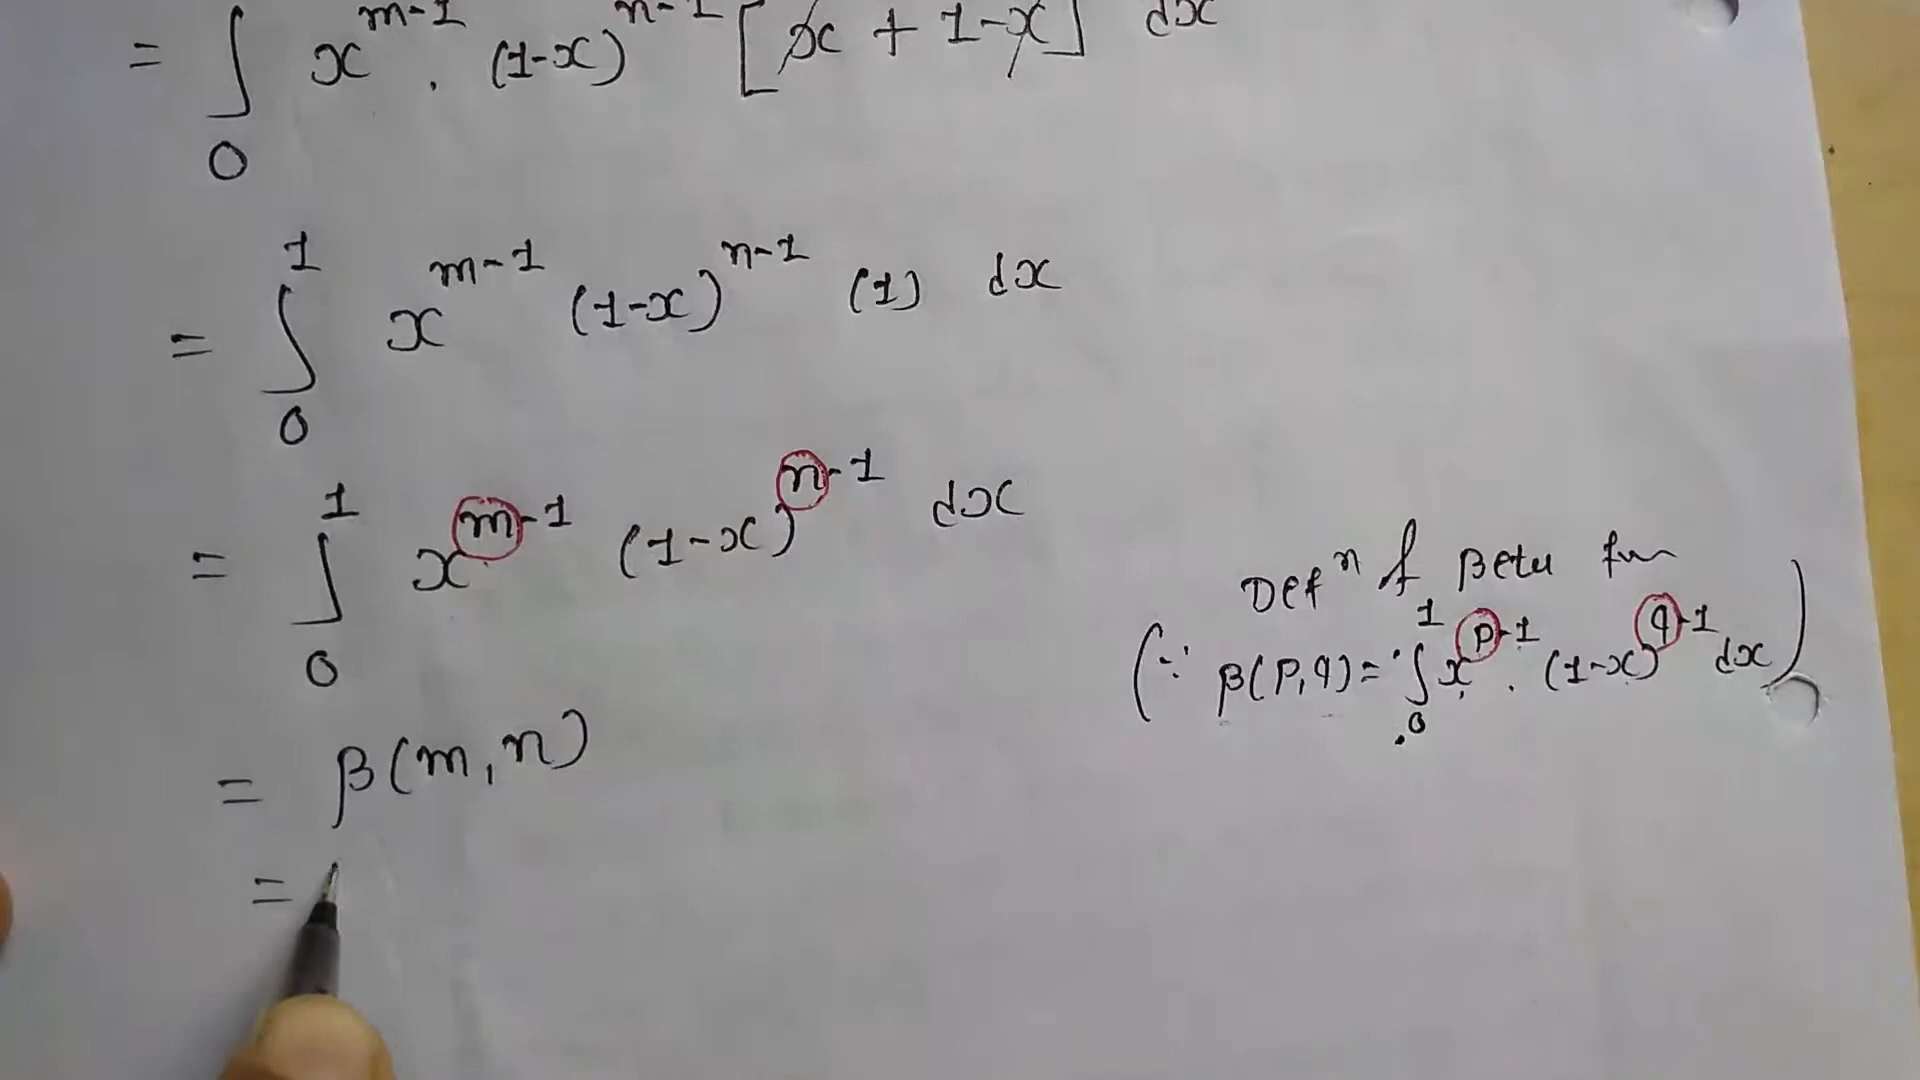 = ∫₀ x^{m-1} . (1-x)^{n-1} [x + 1-x] dx
= ∫₀¹ x^{m-1} (1-x)^{n-1} (1) dx
= ∫₀¹ x^{m-1} (1-x)^{n-1} dx
Defⁿ of Beta fun
(∵ β(p,q) = ∫₀¹ x^{p-1} . (1-x)^{q-1} dx)
= β(m,n)
=